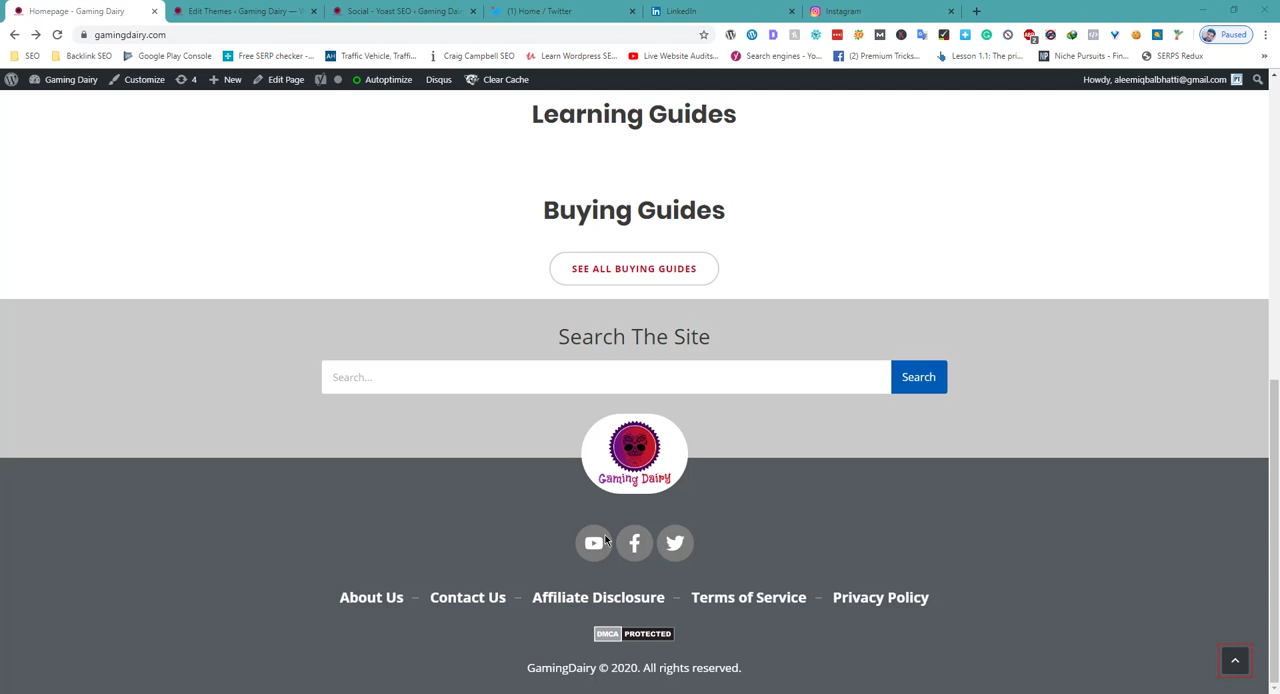 Homepage - Gaming Dairy
Edit Themes ‹ Gaming Dairy — W
Social - Yoast SEO ‹ Gaming Dai
(1) Home / Twitter
LinkedIn
Instagram
gamingdairy.com
Paused
SEO
Backlink SEO
Google Play Console
Free SERP checker -...
Traffic Vehicle, Traffi...
Craig Campbell SEO
Learn Wordpress SE...
Live Website Audits...
Search engines - Yo...
(2) Premium Tricks...
Lesson 1.1: The pri...
Niche Pursuits - Fin...
SERPS Redux
Gaming Dairy
Customize
4
New
Edit Page
Autoptimize
Disqus
Clear Cache
Howdy, aleemiqbalbhatti@gmail.com
Learning Guides
Buying Guides
SEE ALL BUYING GUIDES
Search The Site
Search...
Search
Gaming Dairy
About Us – Contact Us – Affiliate Disclosure – Terms of Service – Privacy Policy
DMCA PROTECTED
GamingDairy © 2020. All rights reserved.